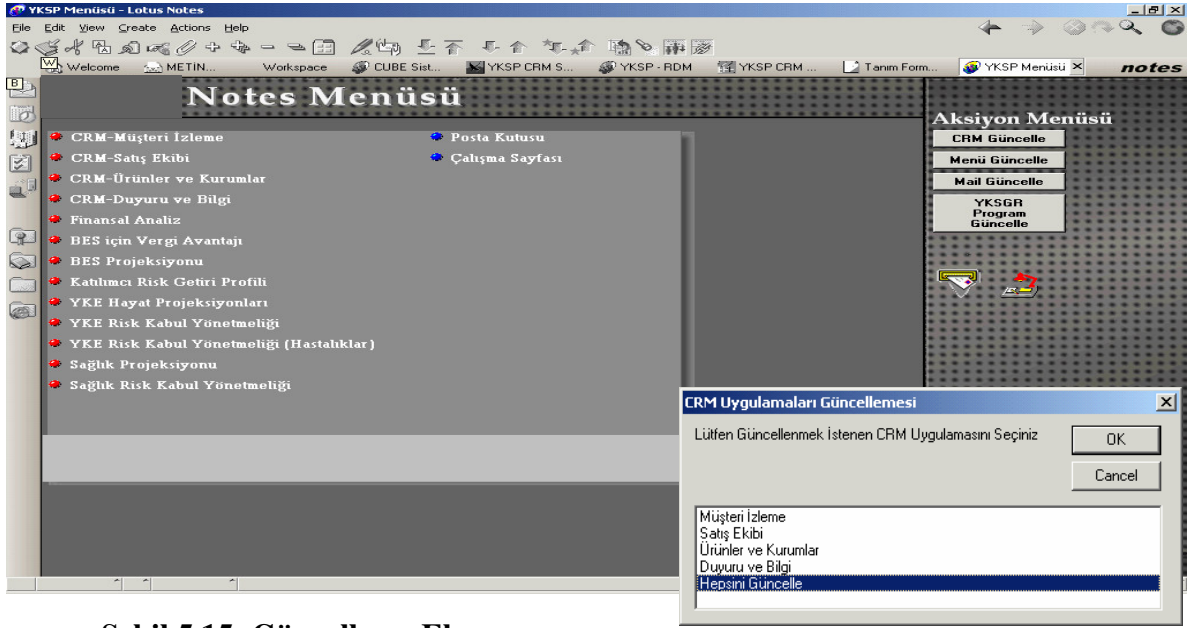 YKSP Menüsü - Lotus Notes
File Edit View Create Actions Help
Welcome METİN... Workspace CUBE Sist... YKSP CRM S... YKSP - RDM YKSP CRM ... Tanım Form... YKSP Menüsü notes
Notes Menüsü
CRM-Müşteri İzleme
CRM-Satış Ekibi
CRM-Ürünler ve Kurumlar
CRM-Duyuru ve Bilgi
Finansal Analiz
BES için Vergi Avantajı
BES Projeksiyonu
Katılımcı Risk Getiri Profili
YKE Hayat Projeksiyonları
YKE Risk Kabul Yönetmeliği
YKE Risk Kabul Yönetmeliği (Hastalıklar)
Sağlık Projeksiyonu
Sağlık Risk Kabul Yönetmeliği
Posta Kutusu
Çalışma Sayfası
Aksiyon Menüsü
CRM Güncelle
Menü Güncelle
Mail Güncelle
YKSGR
Program
Güncelle
CRM Uygulamaları Güncellemesi
Lütfen Güncellenmek İstenen CRM Uygulamasını Seçiniz
OK
Cancel
Müşteri İzleme
Satış Ekibi
Ürünler ve Kurumlar
Duyuru ve Bilgi
Hepsini Güncelle